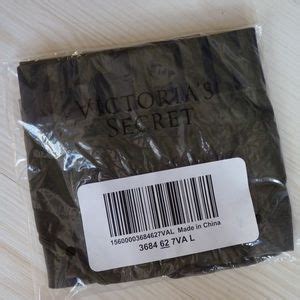 VICTORIA'S
SECRET
15600003684627VAL Made in China
3684 62 7VA L